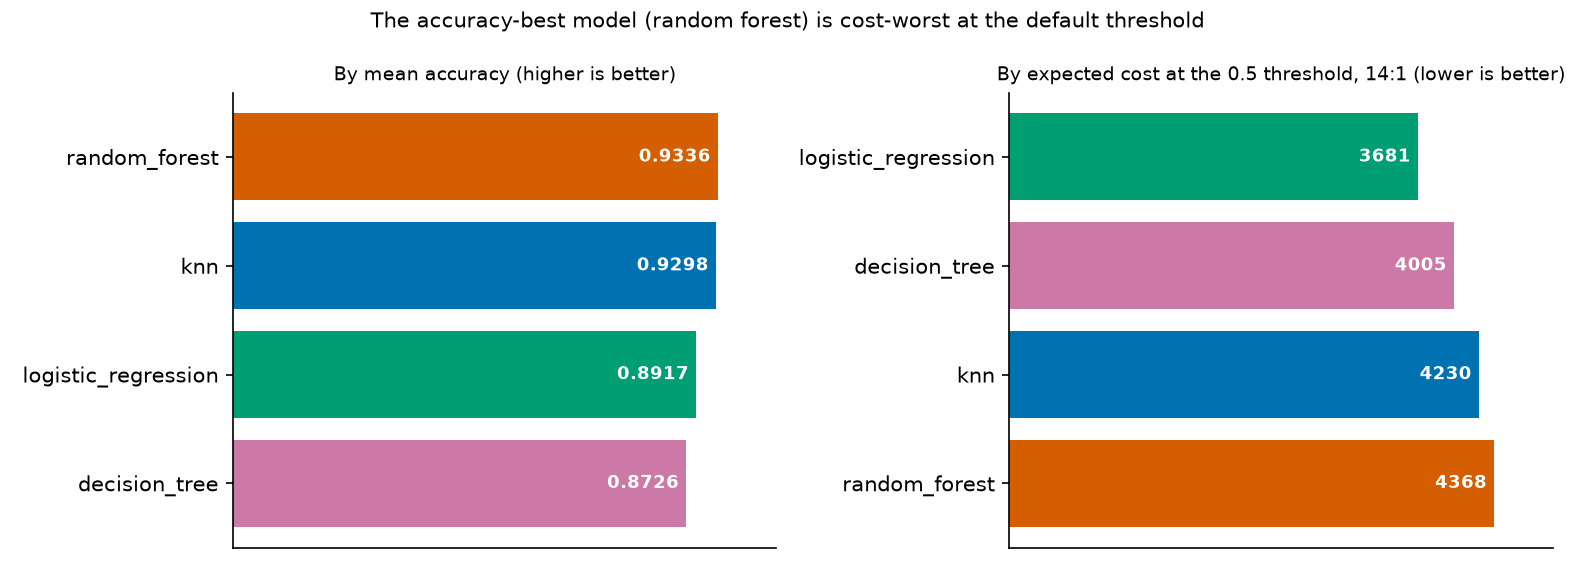 The accuracy-best model (random forest) is cost-worst at the default threshold
By mean accuracy (higher is better)
random_forest 0.9336
knn 0.9298
logistic_regression 0.8917
decision_tree 0.8726
By expected cost at the 0.5 threshold, 14:1 (lower is better)
logistic_regression 3681
decision_tree 4005
knn 4230
random_forest 4368